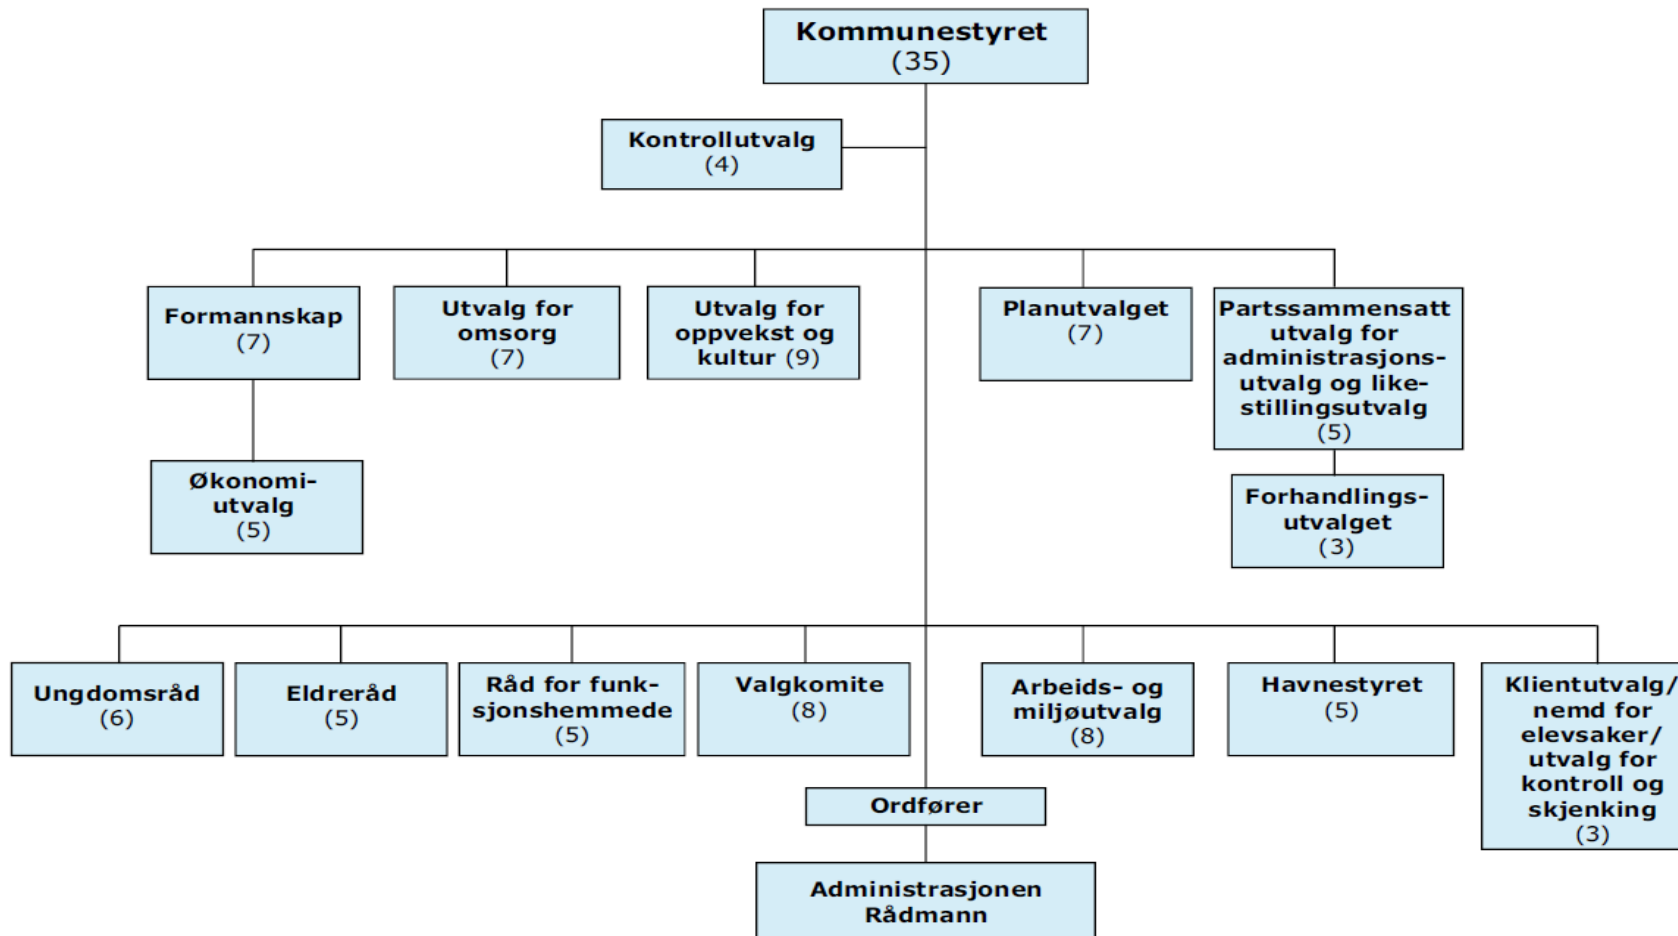 Kommunestyret
(35)
Kontrollutvalg
(4)
Formannskap
(7)
Utvalg for
omsorg
(7)
Utvalg for
oppvekst og
kultur (9)
Planutvalget
(7)
Partssammensatt
utvalg for
administrasjons-
utvalg og like-
stillingsutvalg
(5)
Økonomi-
utvalg
(5)
Forhandlings-
utvalget
(3)
Ungdomsråd
(6)
Eldreråd
(5)
Råd for funk-
sjonshemmede
(5)
Valgkomite
(8)
Arbeids- og
miljøutvalg
(8)
Havnestyret
(5)
Klientutvalg/
nemd for
elevsaker/
utvalg for
kontroll og
skjenking
(3)
Ordfører
Administrasjonen
Rådmann